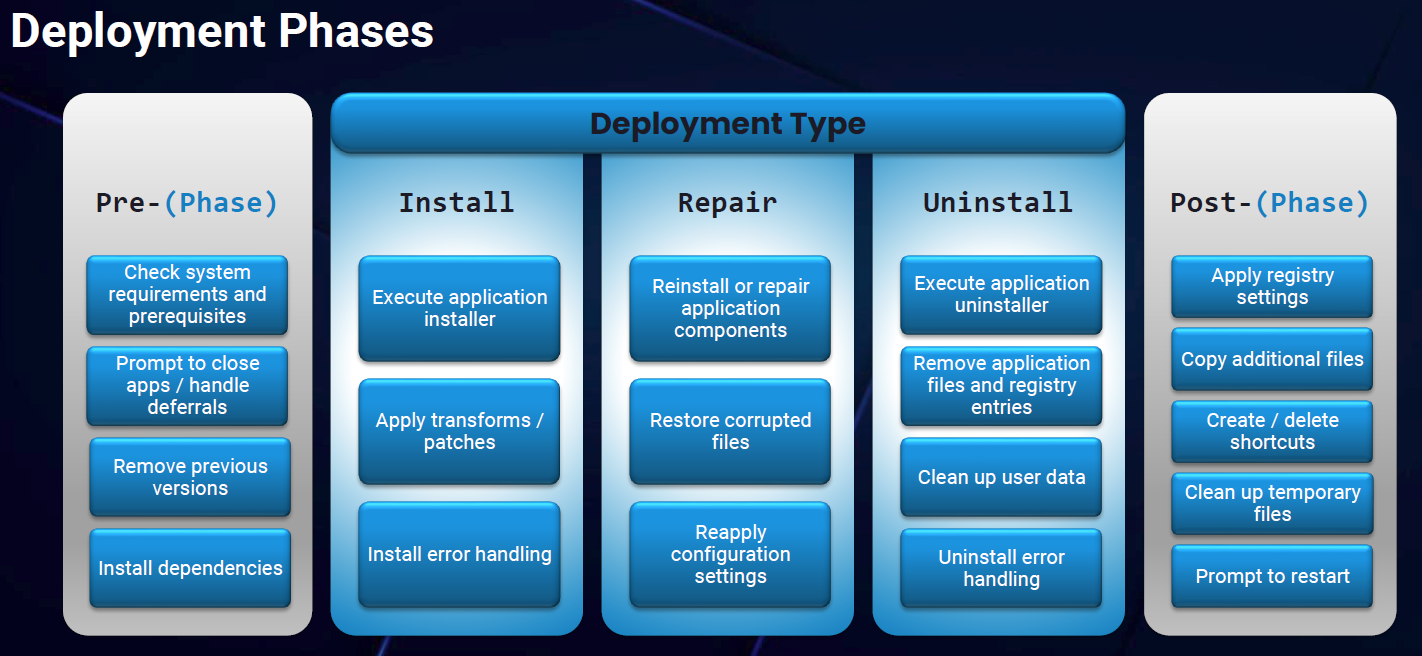 Deployment Phases
Deployment Type
Pre-(Phase)
Check system
requirements and
prerequisites
Prompt to close
apps / handle
deferrals
Remove previous
versions
Install dependencies
Install
Execute application
installer
Apply transforms /
patches
Install error handling
Repair
Reinstall or repair
application
components
Restore corrupted
files
Reapply
configuration
settings
Uninstall
Execute application
uninstaller
Remove application
files and registry
entries
Clean up user data
Uninstall error
handling
Post-(Phase)
Apply registry
settings
Copy additional files
Create / delete
shortcuts
Clean up temporary
files
Prompt to restart